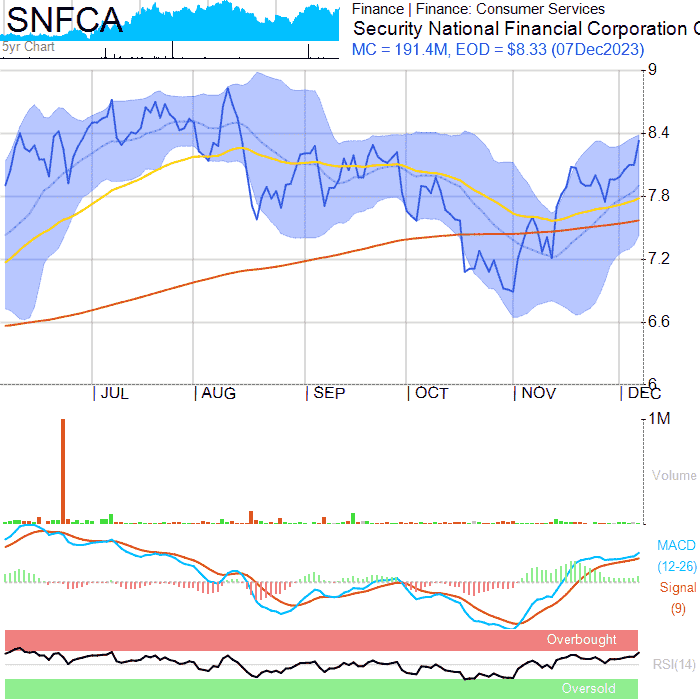 SNFCA
5yr Chart
Finance | Finance: Consumer Services
Security National Financial Corporation C
MC = 191.4M, EOD = $8.33 (07Dec2023)
9
8.4
7.8
7.2
6.6
6
JUL AUG SEP OCT NOV DEC
1M
Volume
MACD
(12-26)
Signal
(9)
Overbought
RSI(14)
Oversold